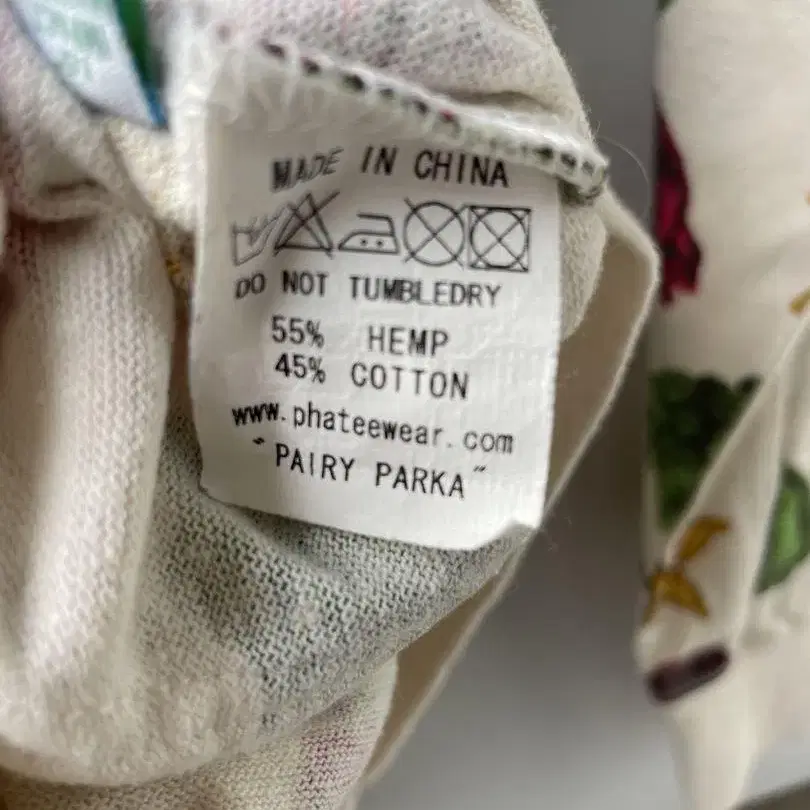 MADE IN CHINA
DO NOT TUMBLEDRY
55% HEMP
45% COTTON
www.phateewear.com
"PAIRY PARKA"